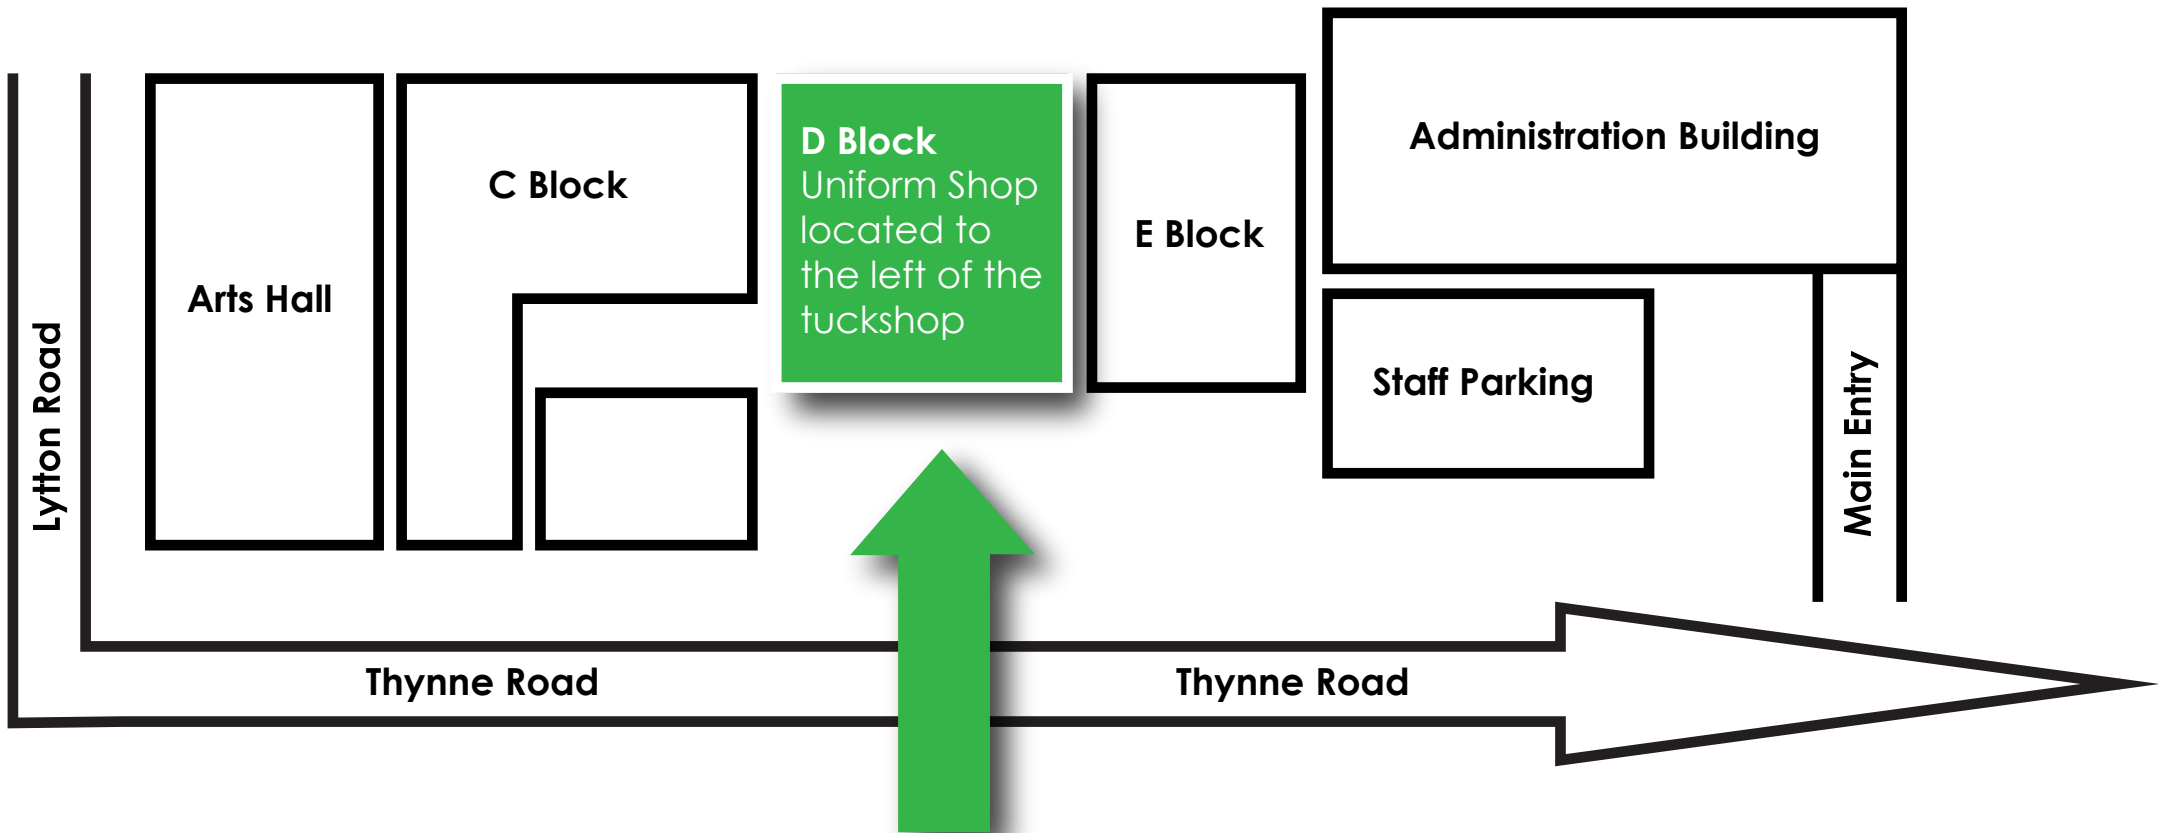 Administration Building
D Block
Uniform Shop
located to
the left of the
tuckshop
C Block
E Block
Arts Hall
Staff Parking
Lytton Road
Main Entry
Thynne Road
Thynne Road